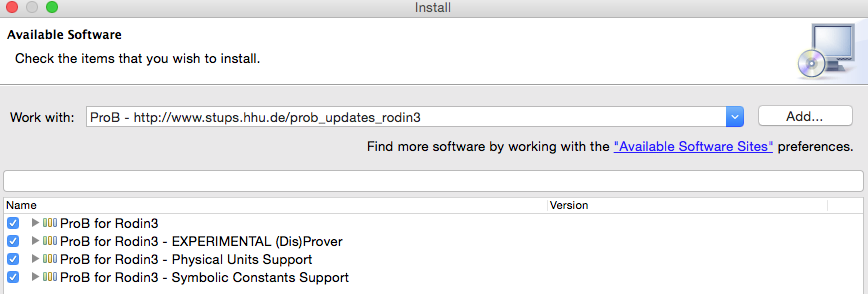 Install
Available Software
Check the items that you wish to install.
Work with: ProB - http://www.stups.hhu.de/prob_updates_rodin3 Add...
Find more software by working with the "Available Software Sites" preferences.
Name Version
ProB for Rodin3
ProB for Rodin3 - EXPERIMENTAL (Dis)Prover
ProB for Rodin3 - Physical Units Support
ProB for Rodin3 - Symbolic Constants Support